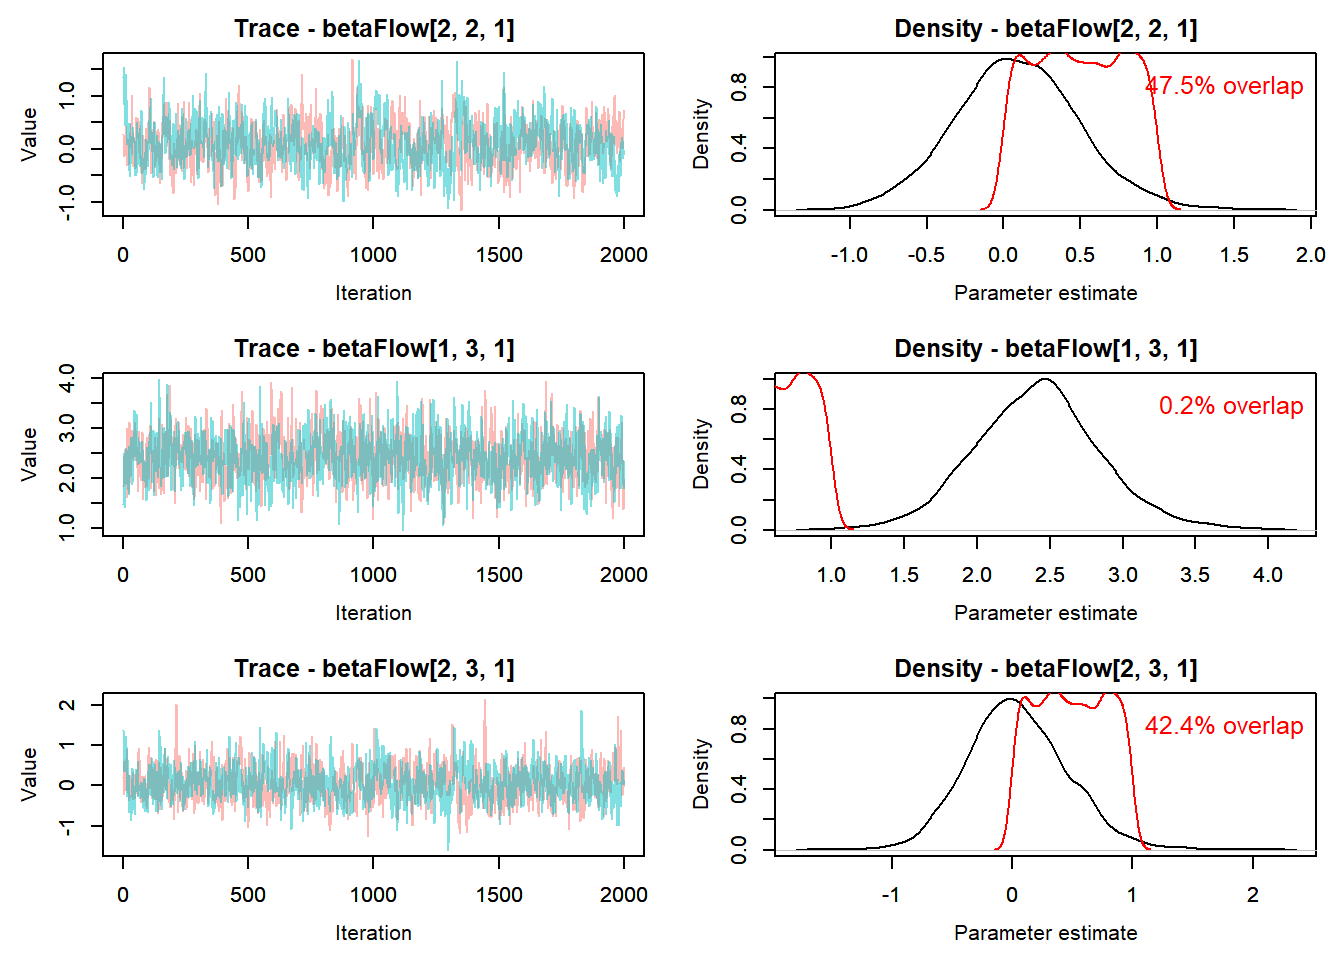 Trace - betaFlow[2, 2, 1]
Value
-1.0 0.0 1.0
0 500 1000 1500 2000
Iteration
Density - betaFlow[2, 2, 1]
47.5% overlap
Density
0.0 0.4 0.8
-1.0 -0.5 0.0 0.5 1.0 1.5 2.0
Parameter estimate
Trace - betaFlow[1, 3, 1]
Value
1.0 2.0 3.0 4.0
0 500 1000 1500 2000
Iteration
Density - betaFlow[1, 3, 1]
0.2% overlap
Density
0.0 0.4 0.8
1.0 1.5 2.0 2.5 3.0 3.5 4.0
Parameter estimate
Trace - betaFlow[2, 3, 1]
Value
-1 0 1 2
0 500 1000 1500 2000
Iteration
Density - betaFlow[2, 3, 1]
42.4% overlap
Density
0.0 0.4 0.8
-1 0 1 2
Parameter estimate